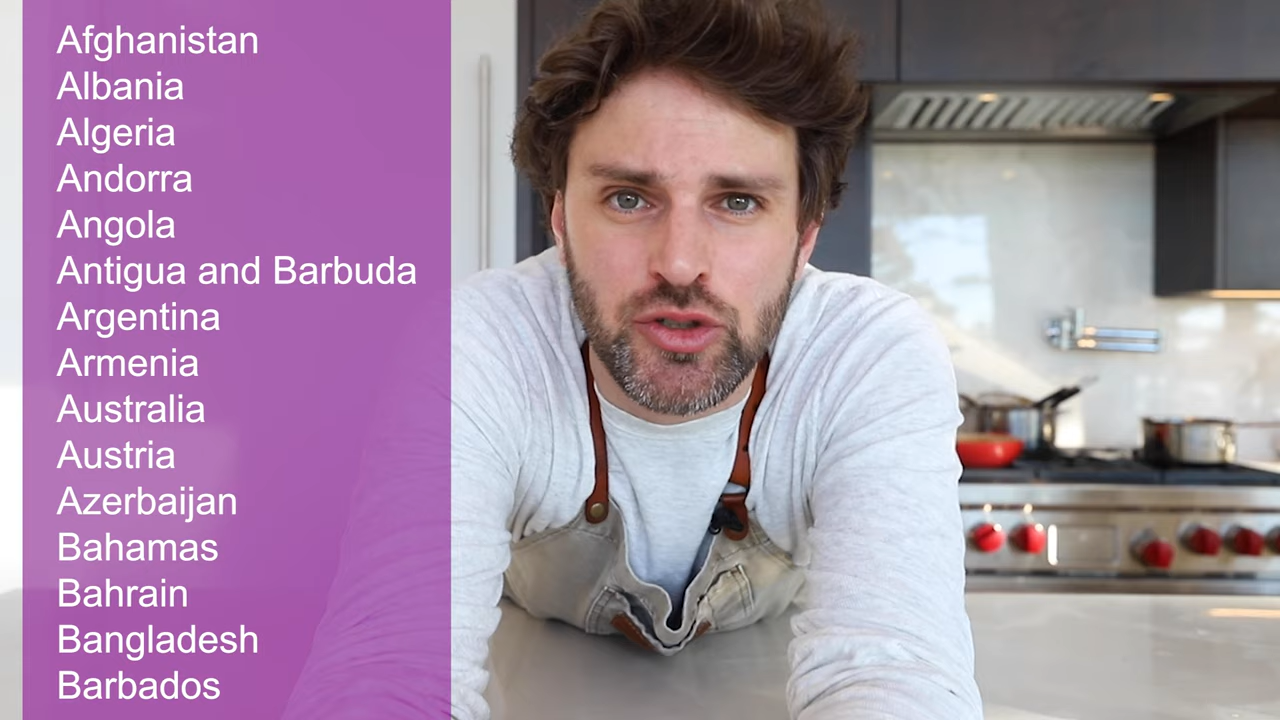 Afghanistan
Albania
Algeria
Andorra
Angola
Antigua and Barbuda
Argentina
Armenia
Australia
Austria
Azerbaijan
Bahamas
Bahrain
Bangladesh
Barbados